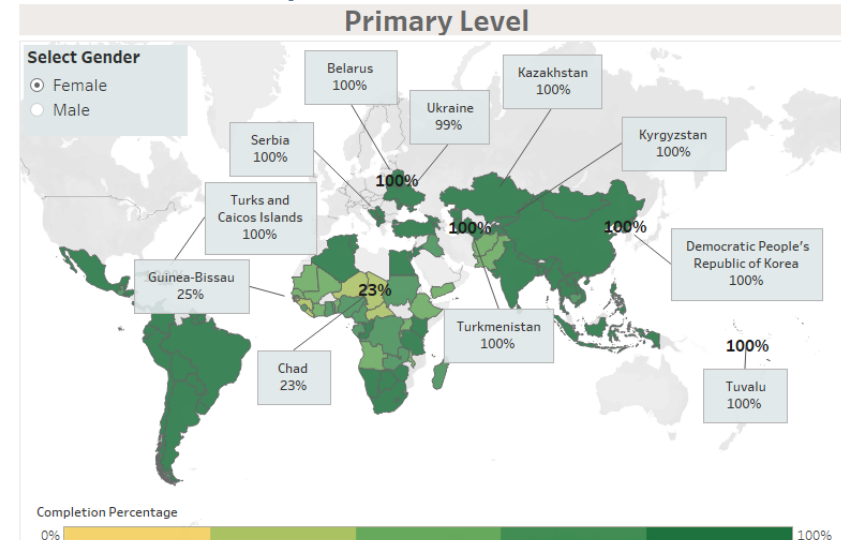 Primary Level
Select Gender
Female
Male
Belarus
100%
Kazakhstan
100%
Ukraine
99%
Serbia
100%
Kyrgyzstan
100%
100%
Turks and
Caicos Islands
100%
100%
100%
Democratic People's
Republic of Korea
100%
Guinea-Bissau
25%
23%
Turkmenistan
100%
100%
Chad
23%
Tuvalu
100%
Completion Percentage
0%
100%